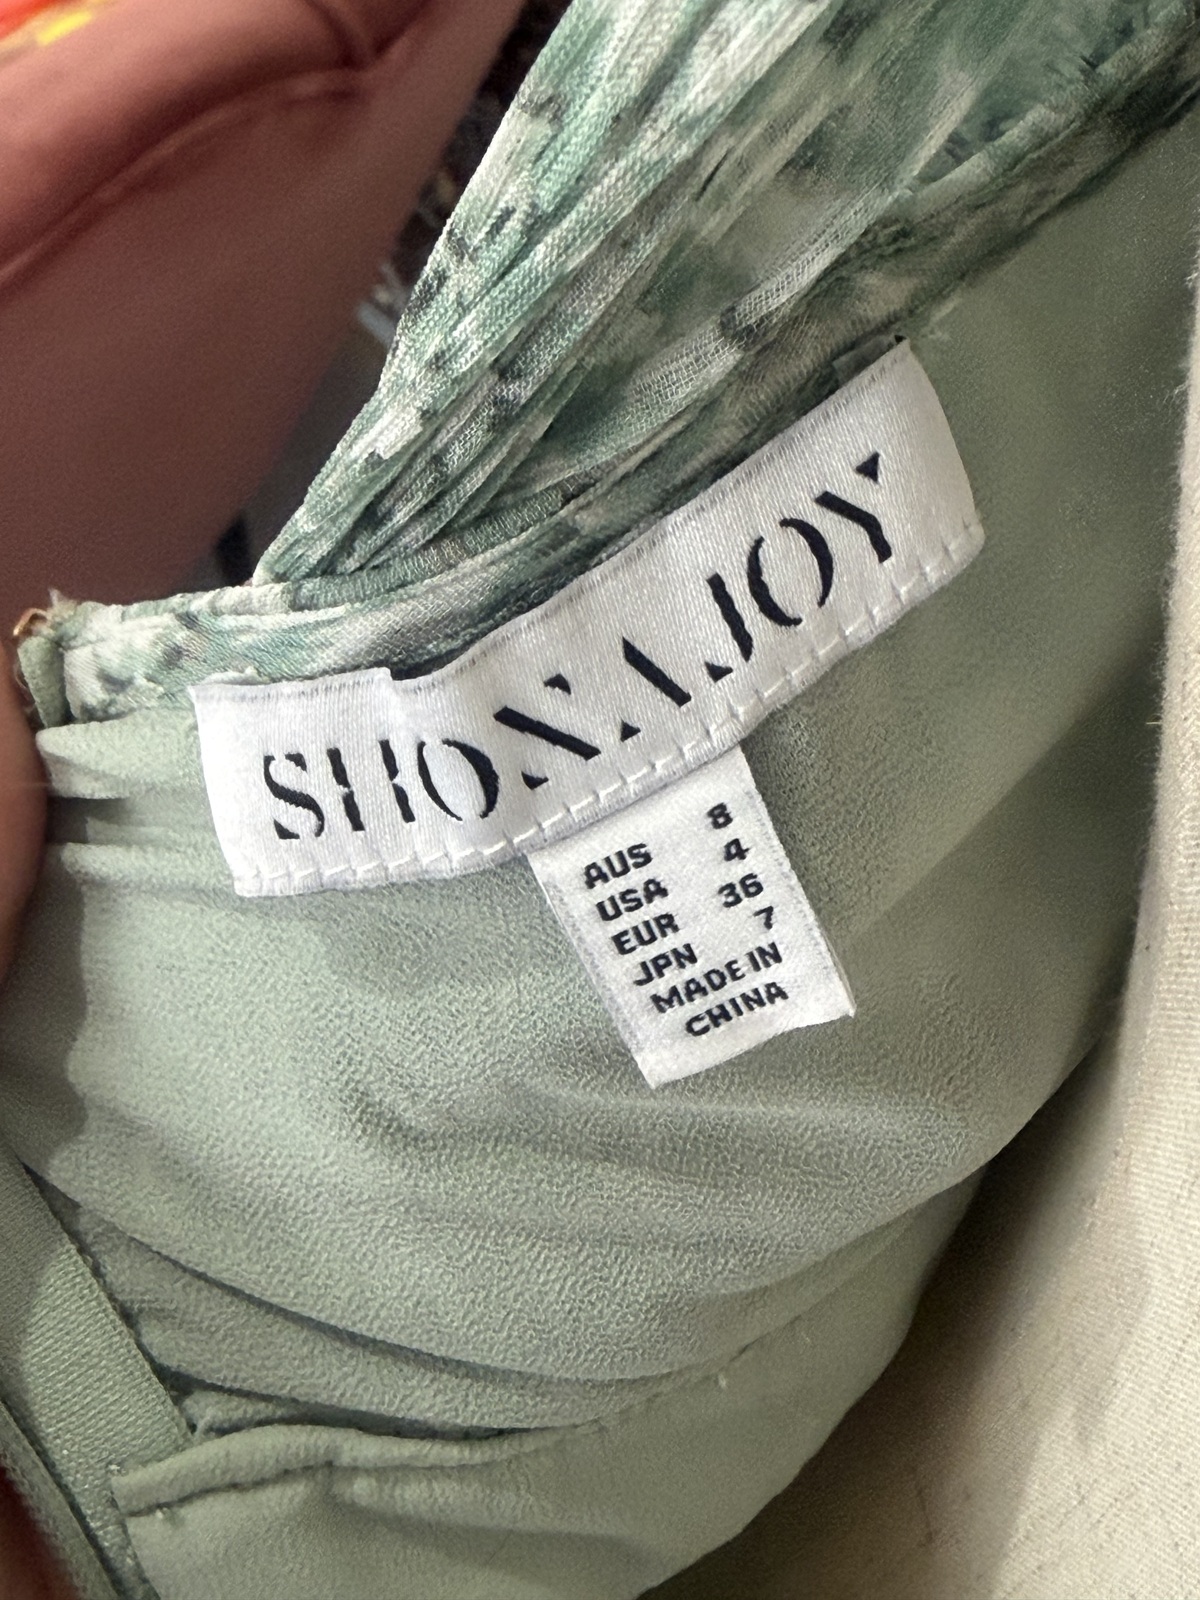 SHONA JOY
AUS 8
USA 4
EUR 36
JPN 7
MADE IN
CHINA